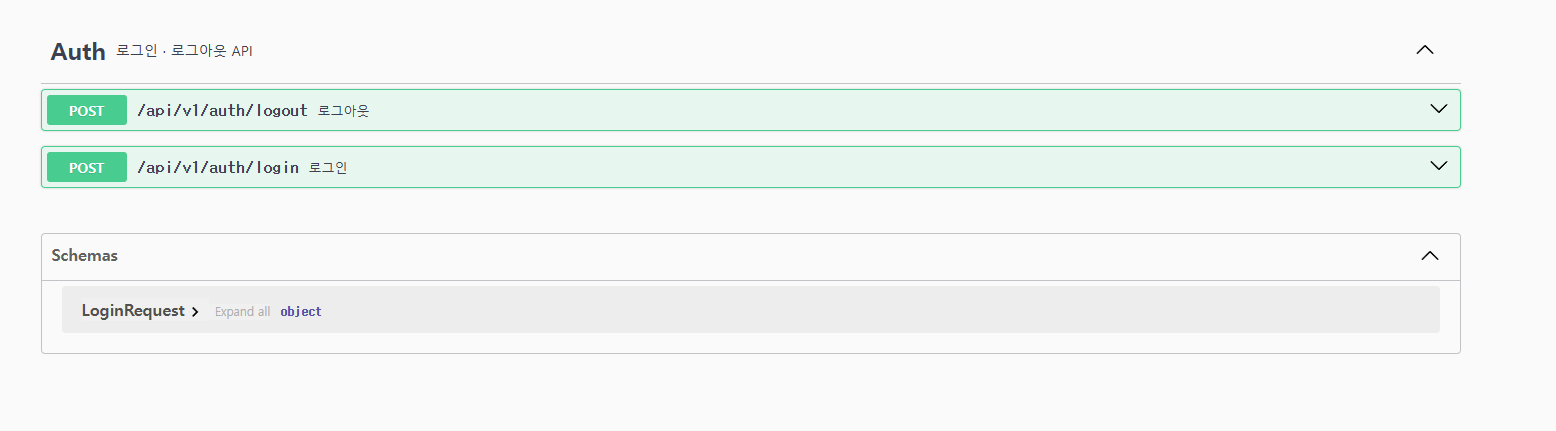 Auth 로그인 · 로그아웃 API
POST /api/v1/auth/logout 로그아웃
POST /api/v1/auth/login 로그인
Schemas
LoginRequest Expand all object